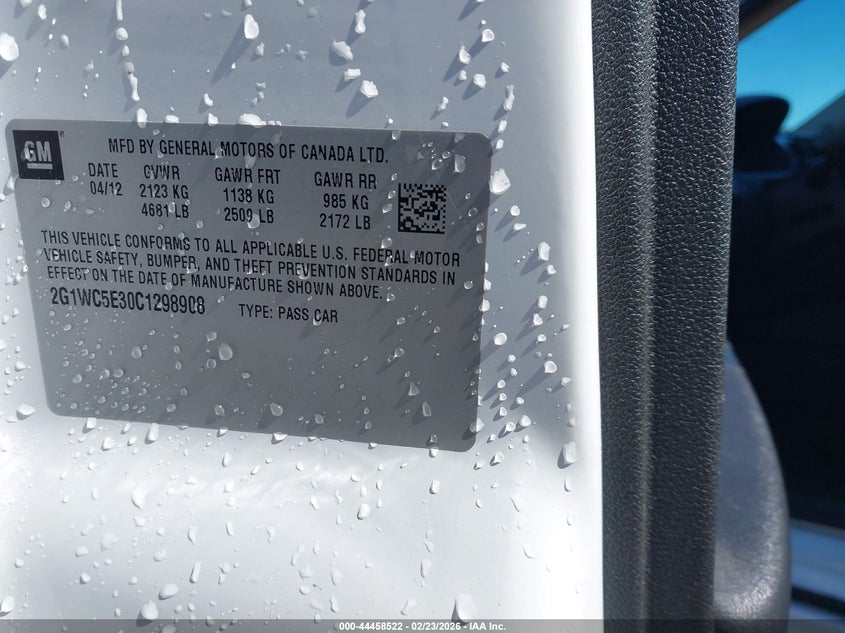 GM
MFD BY GENERAL MOTORS OF CANADA LTD.
DATE GVWR GAWR FRT GAWR RR
04/12 2123 KG 1138 KG 985 KG
4681 LB 2509 LB 2172 LB
THIS VEHICLE CONFORMS TO ALL APPLICABLE U.S. FEDERAL MOTOR
VEHICLE SAFETY, BUMPER, AND THEFT PREVENTION STANDARDS IN
EFFECT ON THE DATE OF MANUFACTURE SHOWN ABOVE.
2G1WC5E30C1298908 TYPE: PASS CAR
000-44458522 - 02/23/2026 - IAA Inc.